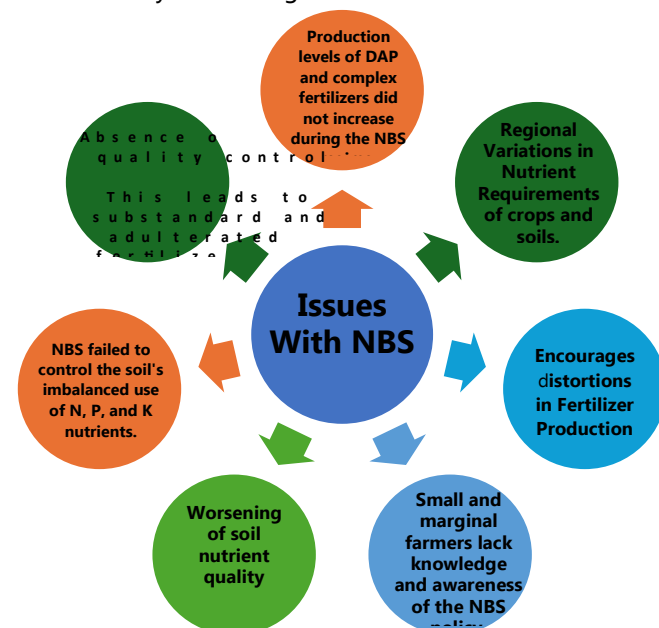 Production
levels of DAP
and complex
fertilizers did
not increase
during the NBS
Regional
Variations in
Nutrient
Requirements
of crops and
soils.
Encourages
distortions
in Fertilizer
Production
Small and
marginal
farmers lack
knowledge
and awareness
of the NBS
policy
Worsening
of soil
nutrient
quality
NBS failed to
control the soil's
imbalanced use
of N, P, and K
nutrients.
Absence o
quality control
This leads to
substandard and
adulterated
fertilize
Issues
With NBS